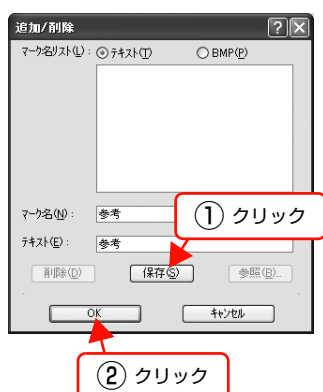 追加/削除
マーク名リスト(L): テキスト(T) BMP(P)
マーク名(N): 参考
① クリック
テキスト(E): 参考
削除(D) 保存(S) 参照(B)...
OK キャンセル
② クリック